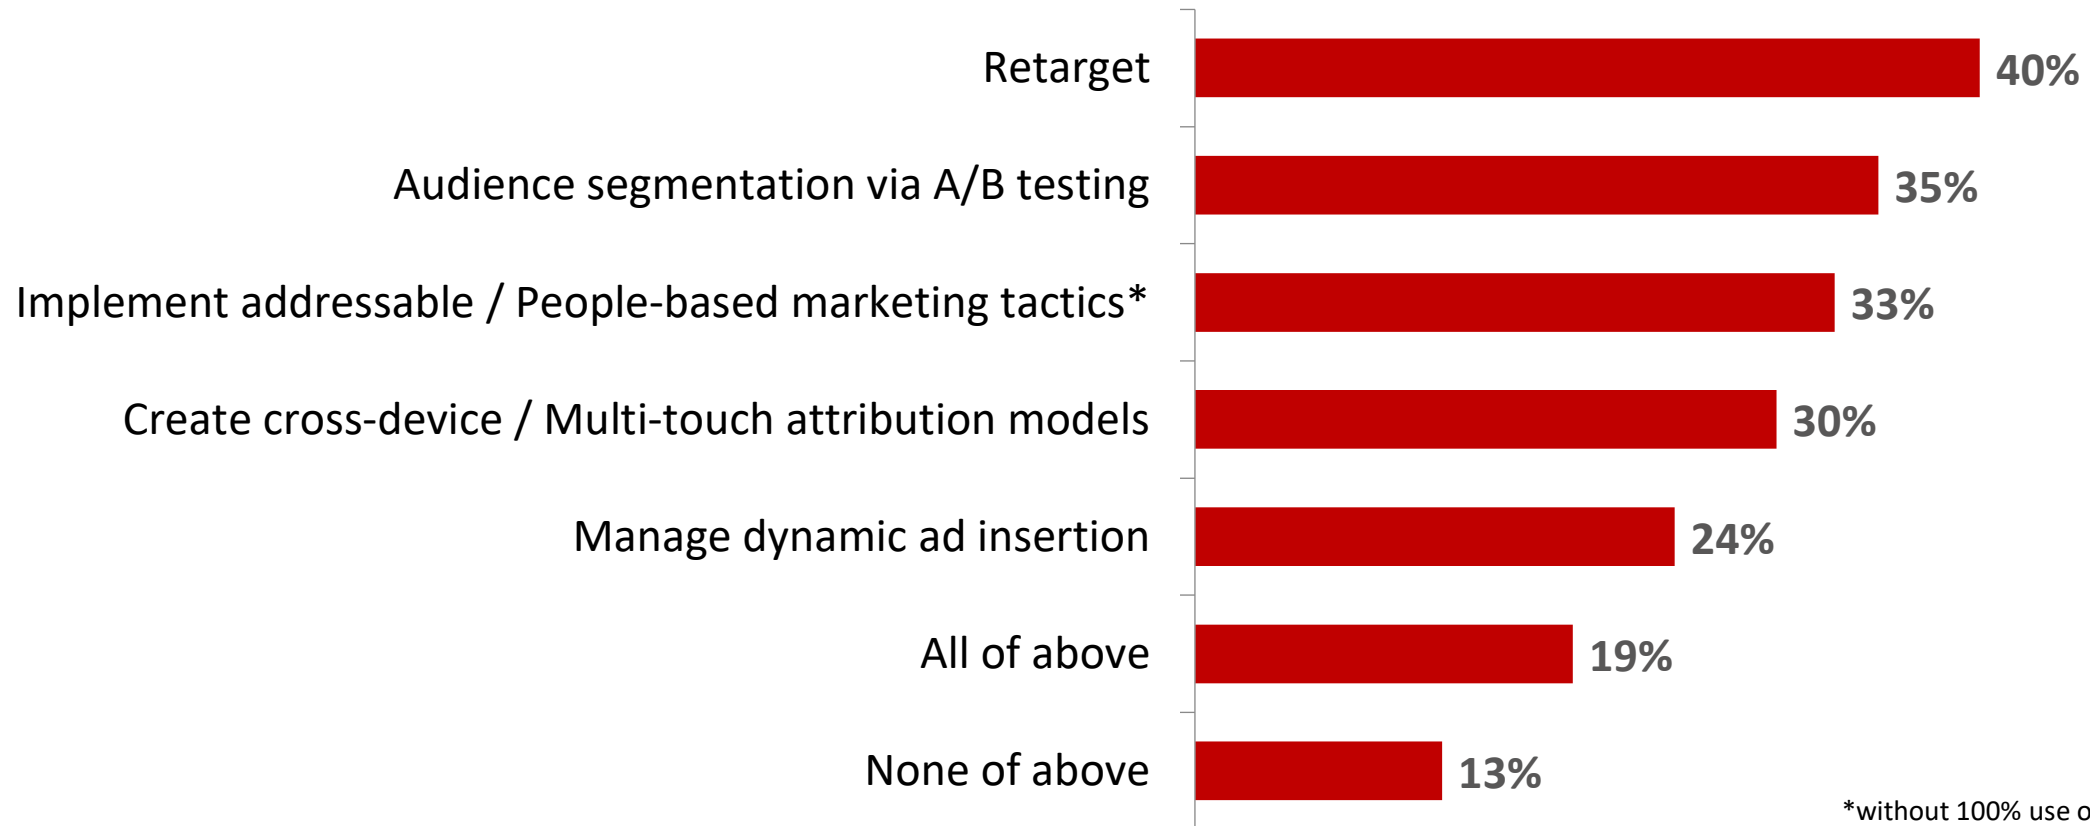 Retarget 40%
Audience segmentation via A/B testing 35%
Implement addressable / People-based marketing tactics* 33%
Create cross-device / Multi-touch attribution models 30%
Manage dynamic ad insertion 24%
All of above 19%
None of above 13%
*without 100% use